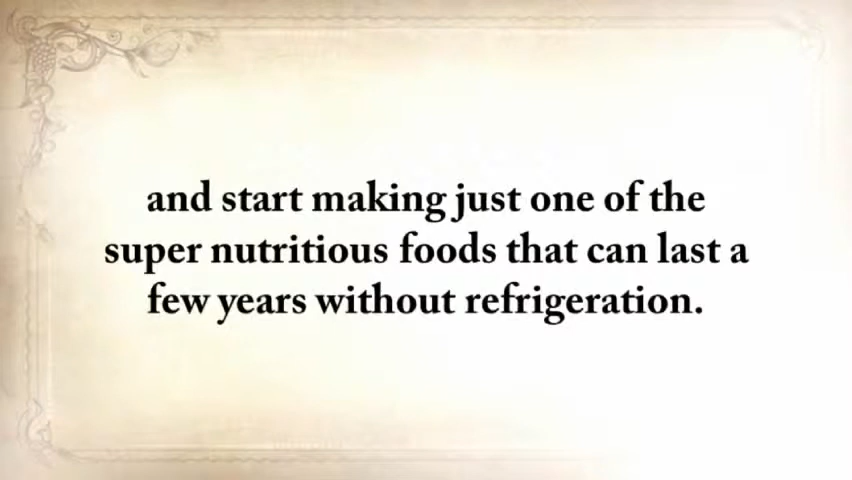 and start making just one of the
super nutritious foods that can last a
few years without refrigeration.